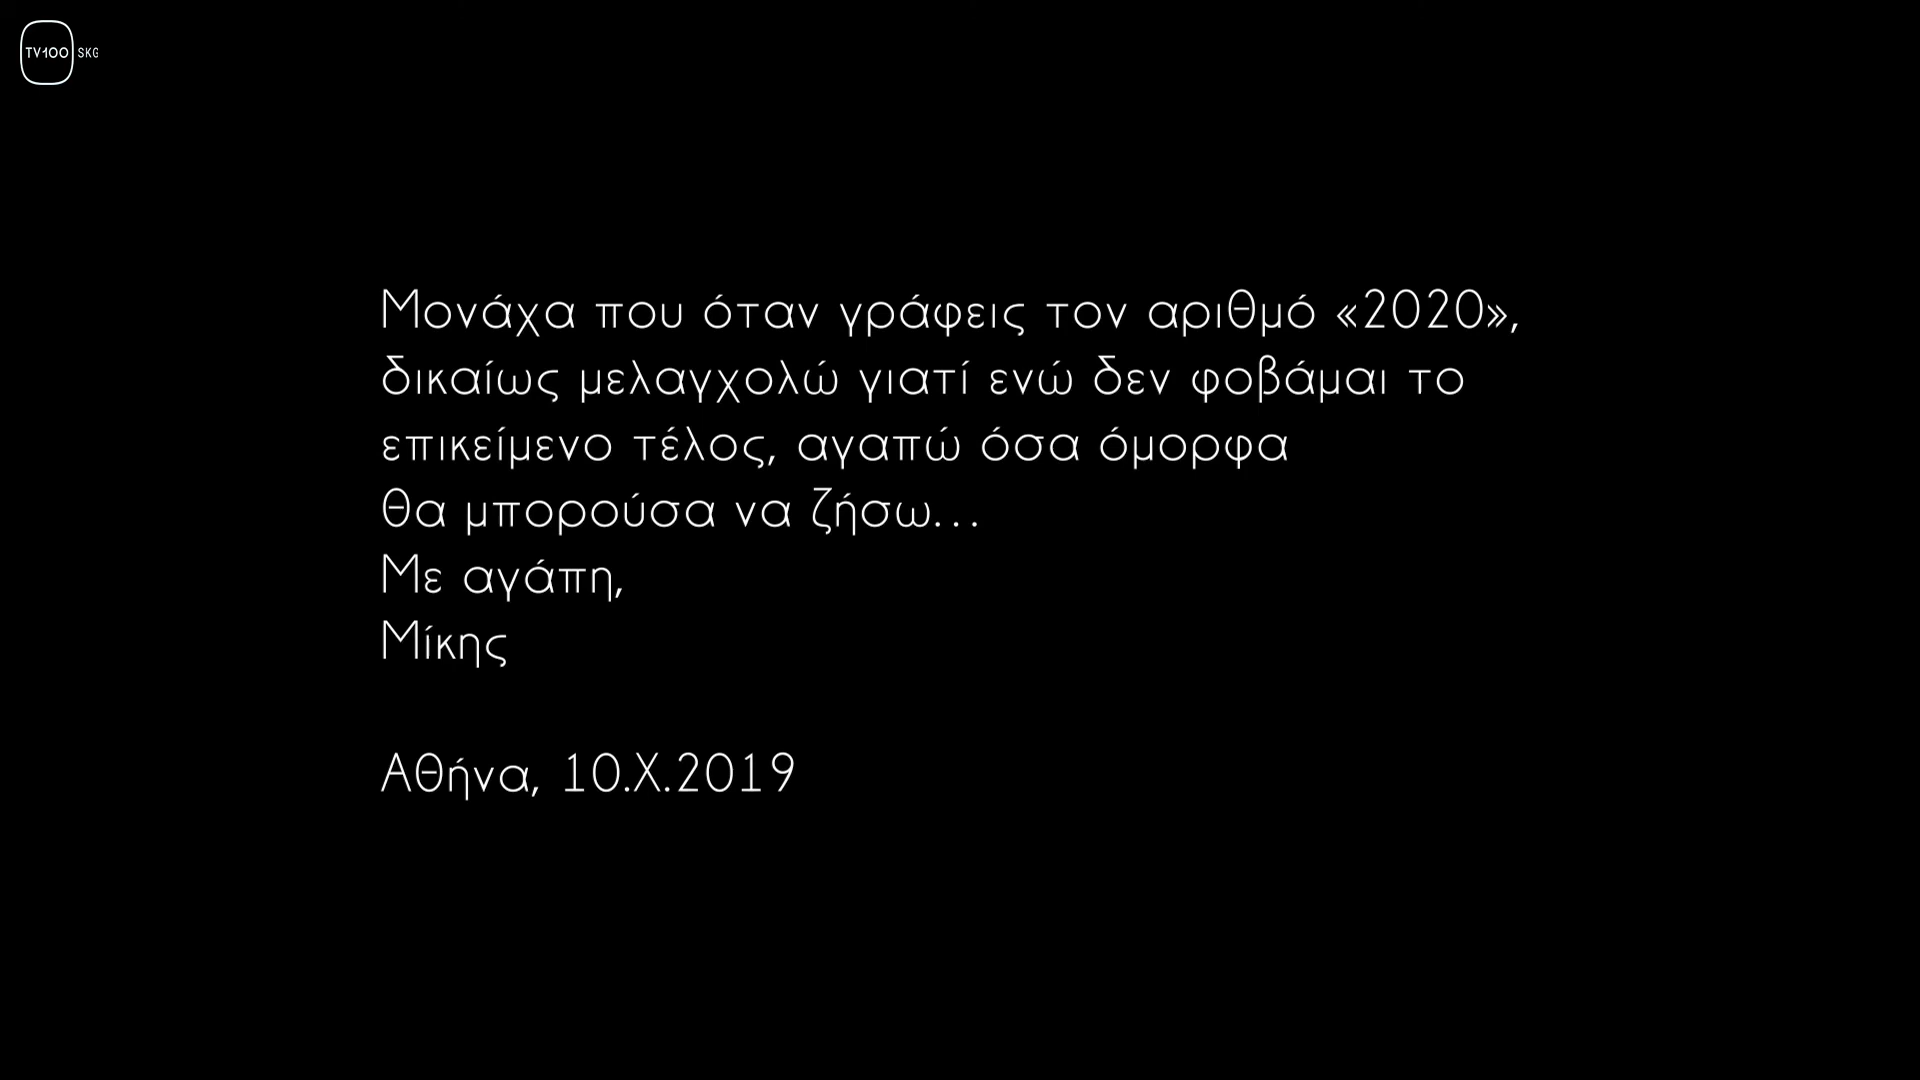 TV100 SKG
Μονάχα που όταν γράφεις τον αριθμό «2020»,
δικαίως μελαγχολώ γιατί ενώ δεν φοβάμαι το
επικείμενο τέλος, αγαπώ όσα όμορφα
θα μπορούσα να ζήσω...
Με αγάπη,
Μίκης
Αθήνα, 10.Χ.2019